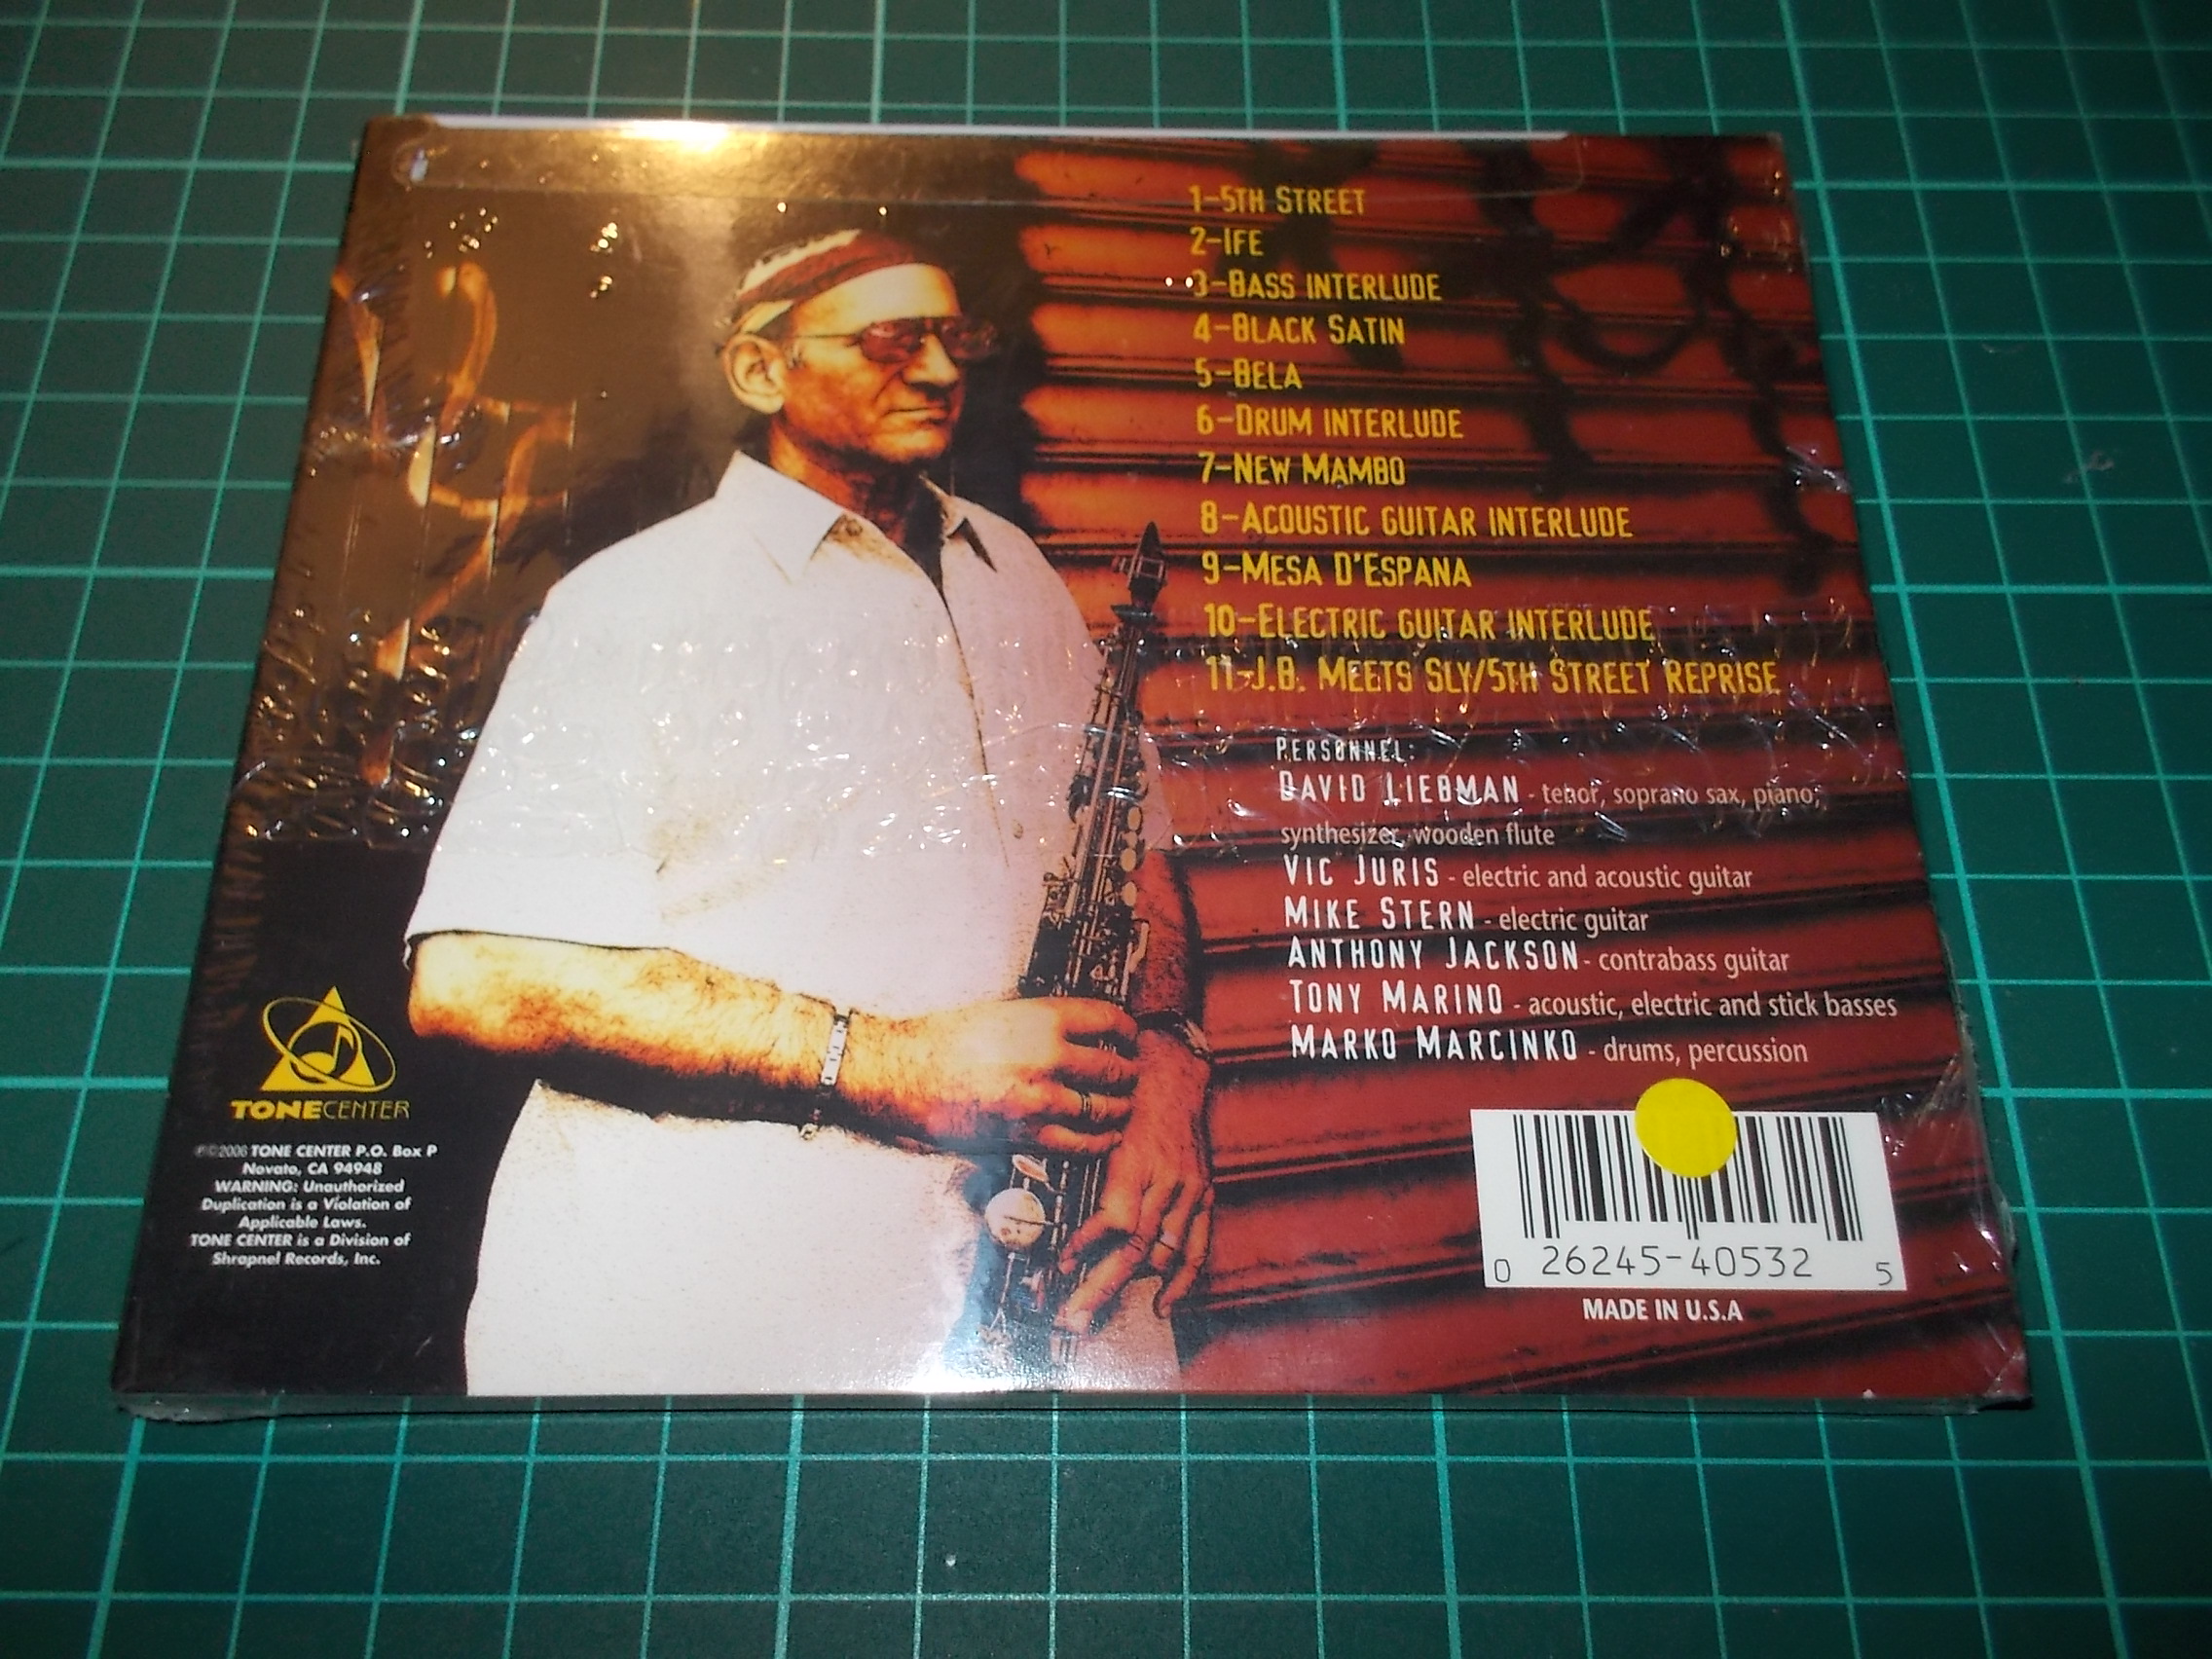 1-5TH STREET
2-IFE
3-BASS INTERLUDE
4-BLACK SATIN
5-BELA
6-DRUM INTERLUDE
7-NEW MAMBO
8-ACOUSTIC GUITAR INTERLUDE
9-MESA D'ESPANA
10-ELECTRIC GUITAR INTERLUDE
11-J.B. MEETS SLY/5TH STREET REPRISE
PERSONNEL:
DAVID LIEBMAN - tenor, soprano sax, piano,
synthesizer, wooden flute
VIC JURIS - electric and acoustic guitar
MIKE STERN - electric guitar
ANTHONY JACKSON - contrabass guitar
TONY MARINO - acoustic, electric and stick basses
MARKO MARCINKO - drums, percussion
TONECENTER
℗©2006 TONE CENTER P.O. Box P
Novato, CA 94948
WARNING: Unauthorized
Duplication is a Violation of
Applicable Laws.
TONE CENTER is a Division of
Shrapnel Records, Inc.
0 26245-40532 5
MADE IN U.S.A